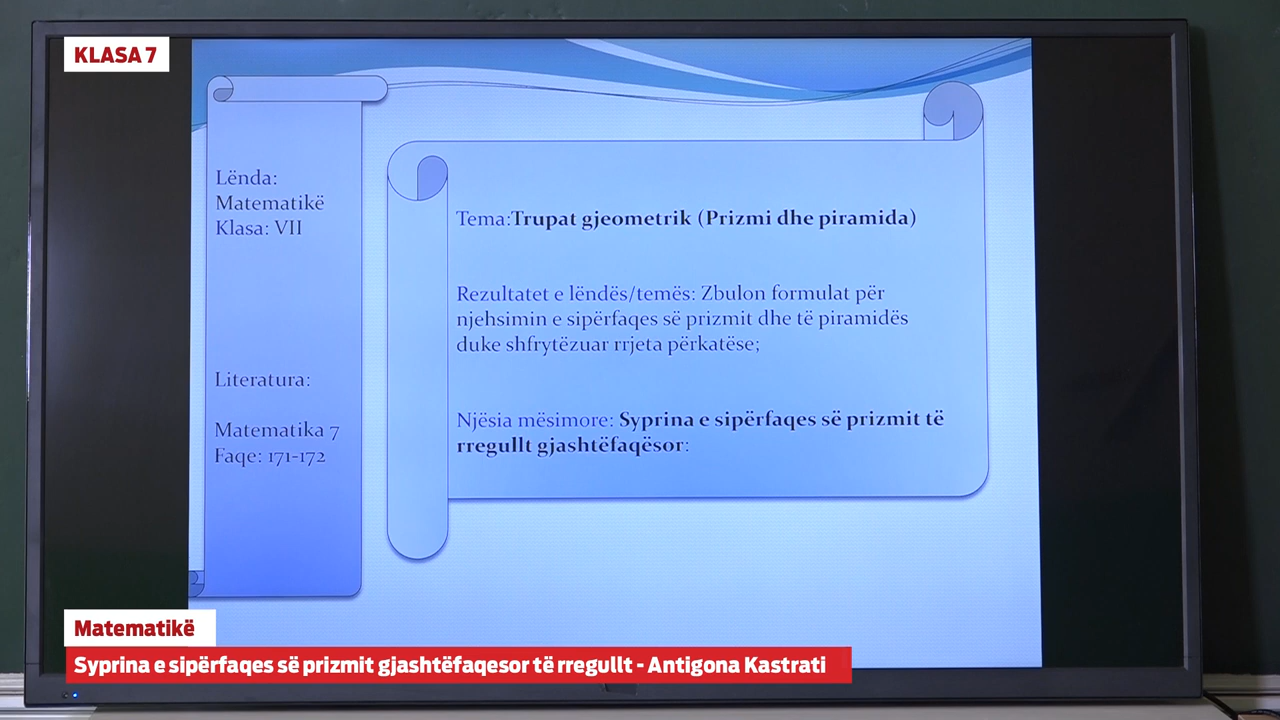 KLASA 7
Lënda:
Matematikë
Klasa: VII
Literatura:
Matematika 7
Faqe: 171-172
Tema:Trupat gjeometrik (Prizmi dhe piramida)
Rezultatet e lëndës/temës: Zbulon formulat për
njehsimin e sipërfaqes së prizmit dhe të piramidës
duke shfrytëzuar rrjeta përkatëse;
Njësia mësimore: Syprina e sipërfaqes së prizmit të
rregullt gjashtëfaqësor:
Matematikë
Syprina e sipërfaqes së prizmit gjashtëfaqesor të rregullt - Antigona Kastrati